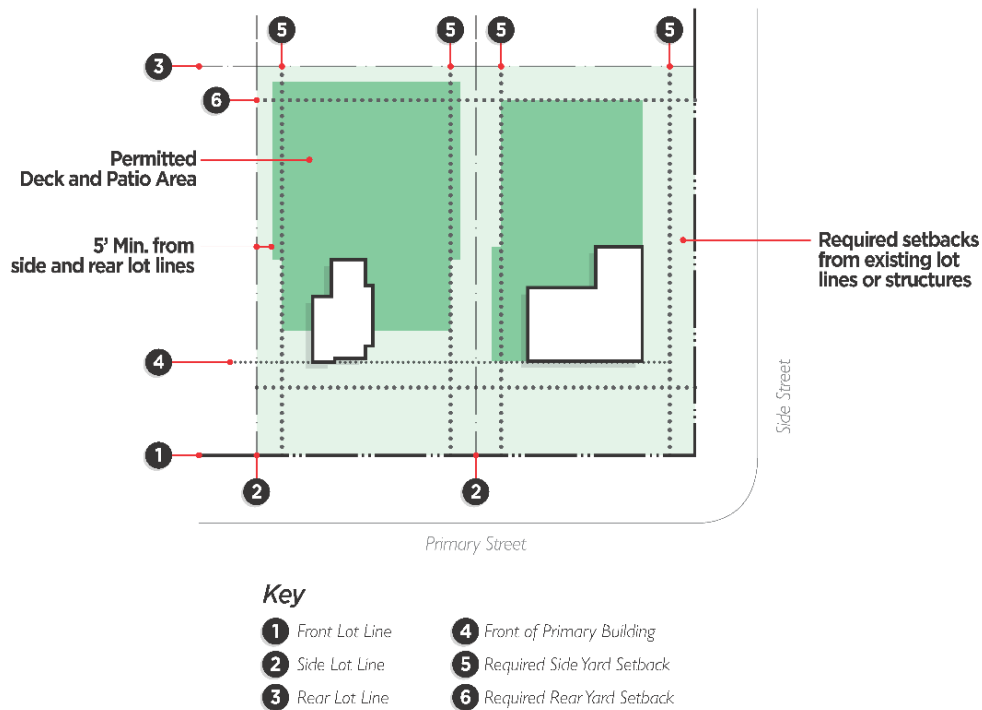 5
5
5
5
3
6
Permitted
Deck and Patio Area
5' Min. from
side and rear lot lines
Required setbacks
from existing lot
lines or structures
4
Side Street
1
2
2
Primary Street
Key
1 Front Lot Line
2 Side Lot Line
3 Rear Lot Line
4 Front of Primary Building
5 Required Side Yard Setback
6 Required Rear Yard Setback